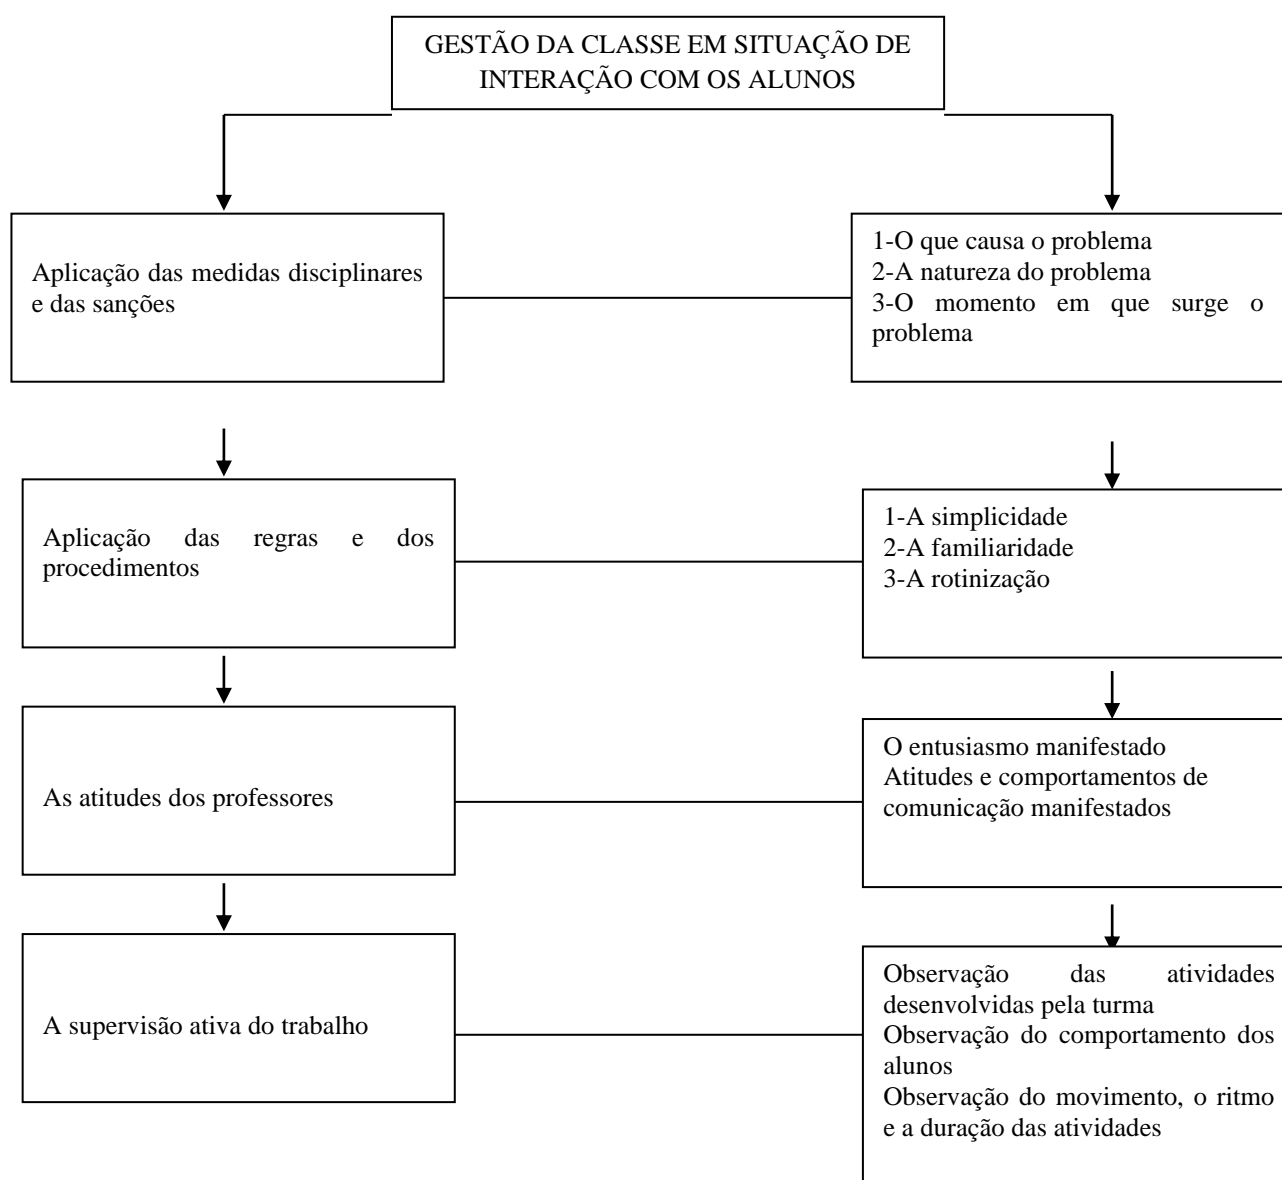 GESTÃO DA CLASSE EM SITUAÇÃO DE
INTERAÇÃO COM OS ALUNOS
Aplicação das medidas disciplinares
e das sanções
1-O que causa o problema
2-A natureza do problema
3-O momento em que surge o
problema
Aplicação das regras e dos
procedimentos
1-A simplicidade
2-A familiaridade
3-A rotinização
As atitudes dos professores
O entusiasmo manifestado
Atitudes e comportamentos de
comunicação manifestados
A supervisão ativa do trabalho
Observação das atividades
desenvolvidas pela turma
Observação do comportamento dos
alunos
Observação do movimento, o ritmo
e a duração das atividades